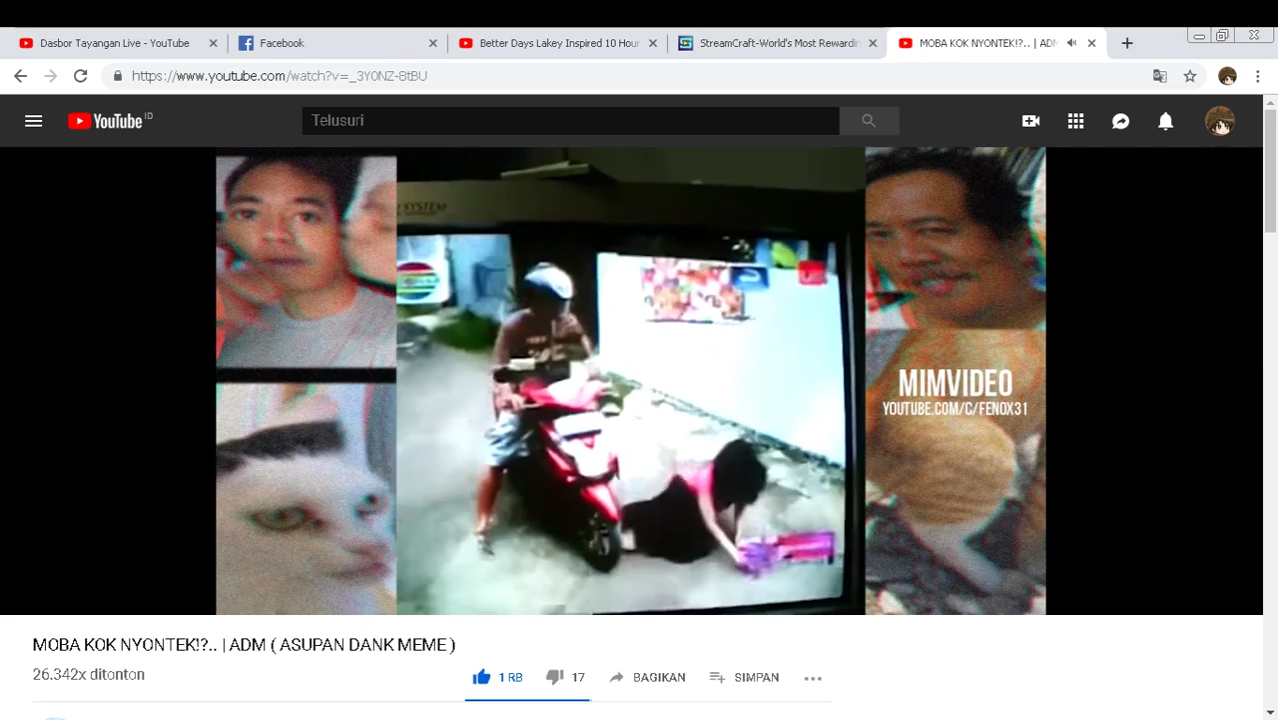 Dasbor Tayangan Live - YouTube
Facebook
Better Days Lakey Inspired 10 Hour
StreamCraft-World's Most Rewardin
MOBA KOK NYONTEK!?.. | ADM
https://www.youtube.com/watch?v=_3Y0NZ-8tBU
YouTube ID
Telusuri
SYSTEM
MIMVIDEO
YOUTUBE.COM/C/FENOX31
MOBA KOK NYONTEK!?.. | ADM ( ASUPAN DANK MEME )
26.342x ditonton
1 RB
17
BAGIKAN
SIMPAN